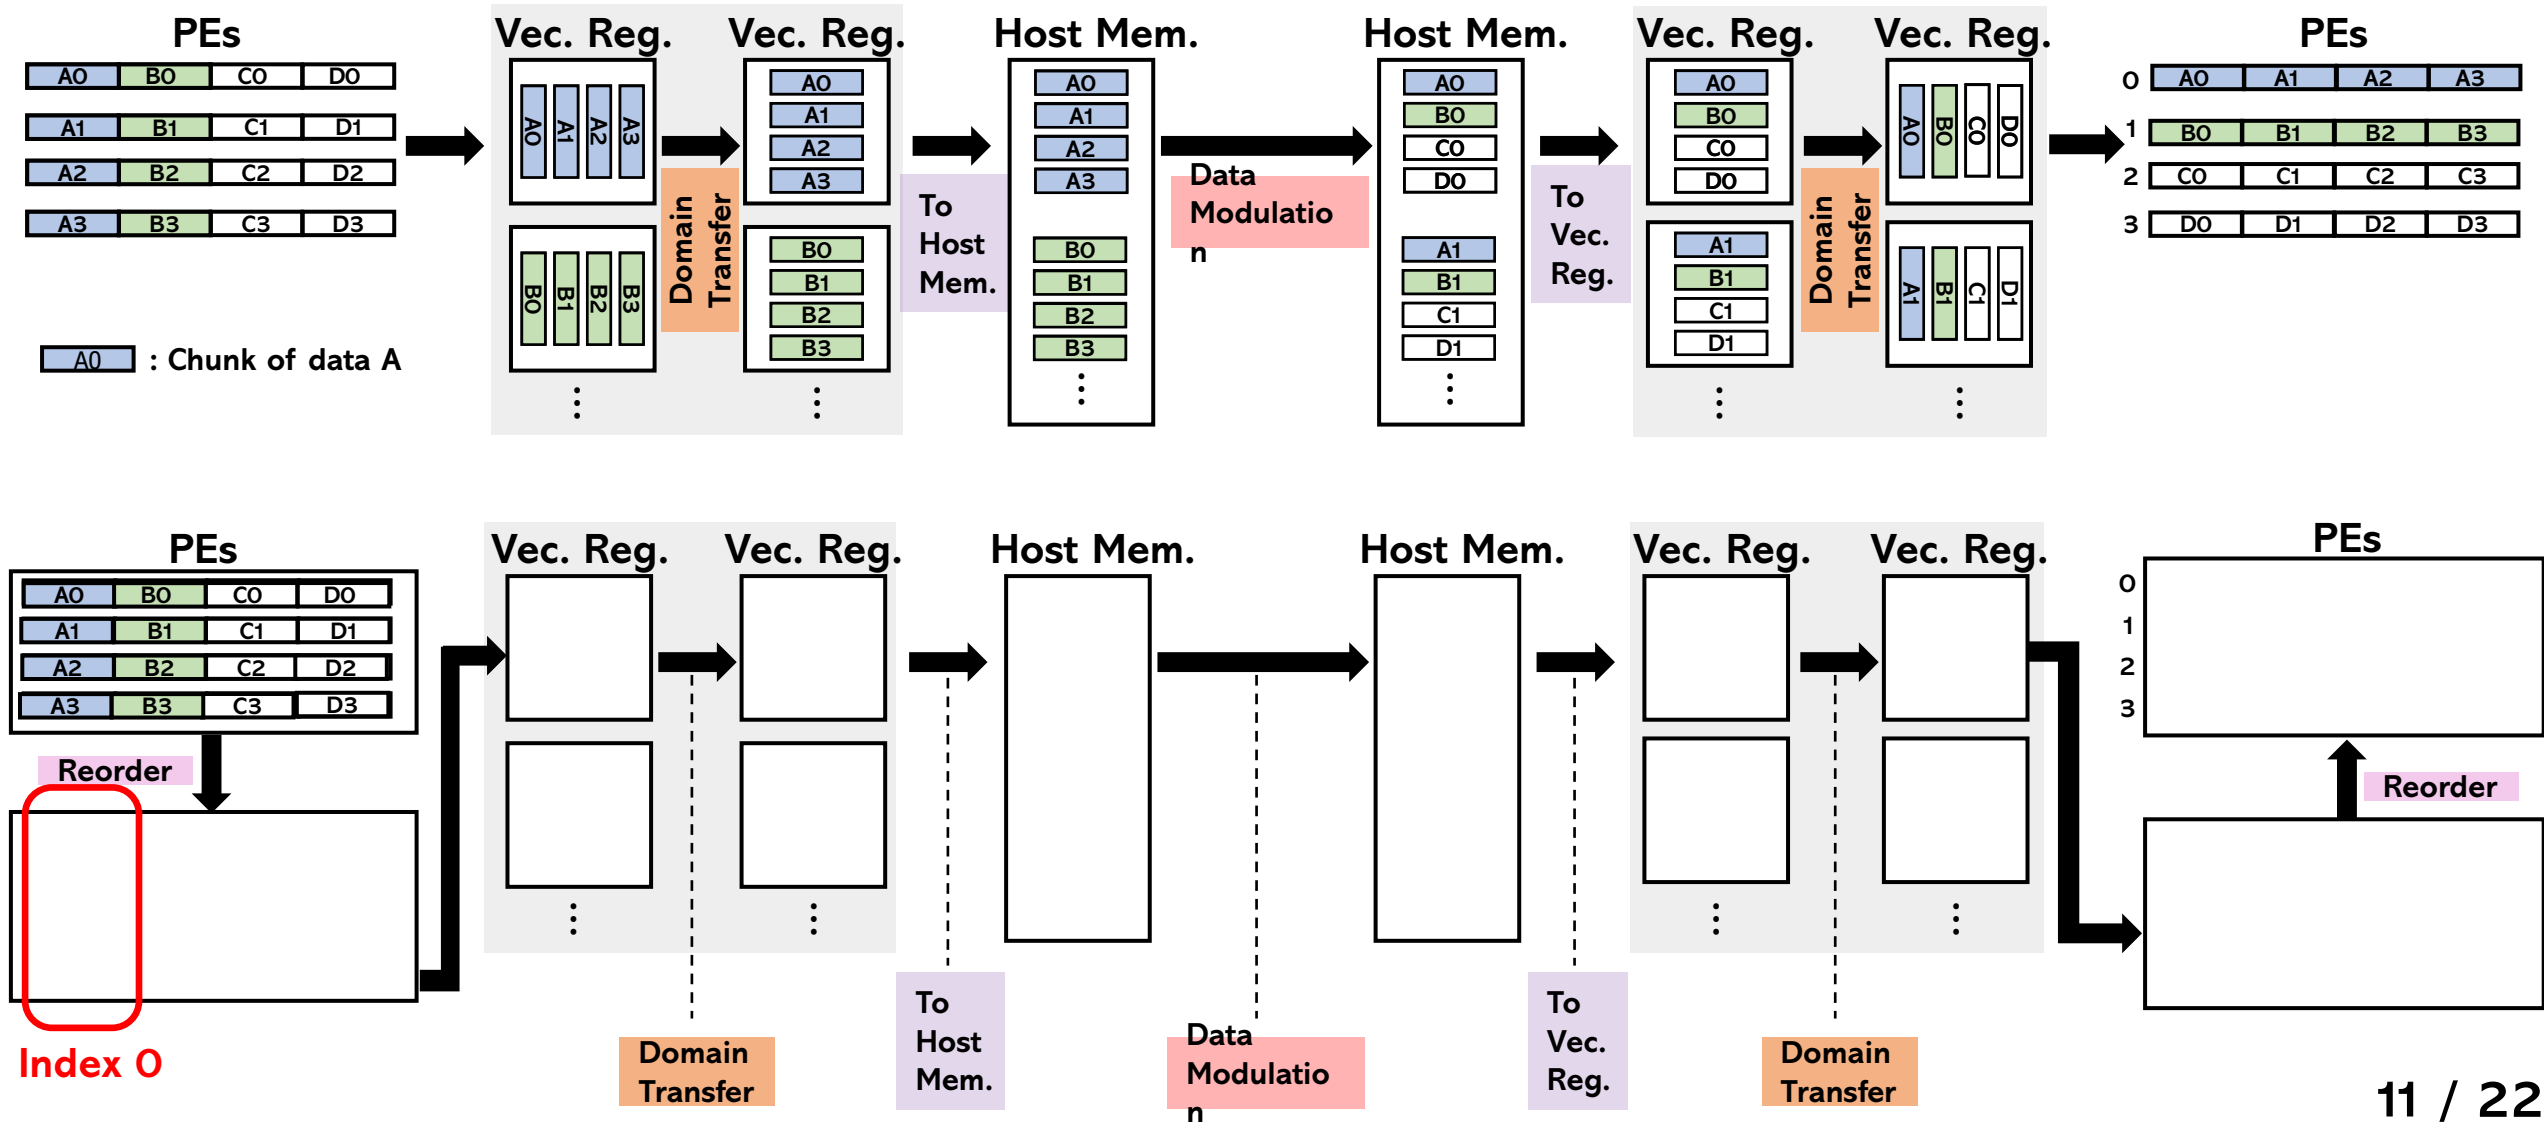 PEs
Vec. Reg.
Vec. Reg.
Host Mem.
Host Mem.
Vec. Reg.
Vec. Reg.
PEs
A0 B0 C0 D0
A1 B1 C1 D1
A2 B2 C2 D2
A3 B3 C3 D3
A0 : Chunk of data A
A0 A1 A2 A3
B0 B1 B2 B3
⋮
Domain
Transfer
A0
A1
A2
A3
B0
B1
B2
B3
⋮
To
Host
Mem.
A0
A1
A2
A3
B0
B1
B2
B3
⋮
Data
Modulatio
n
A0
B0
C0
D0
A1
B1
C1
D1
⋮
To
Vec.
Reg.
A0
B0
C0
D0
A1
B1
C1
D1
⋮
Domain
Transfer
A0 B0 C0 D0
A1 B1 C1 D1
⋮
0 A0 A1 A2 A3
1 B0 B1 B2 B3
2 C0 C1 C2 C3
3 D0 D1 D2 D3
PEs
Vec. Reg.
Vec. Reg.
Host Mem.
Host Mem.
Vec. Reg.
Vec. Reg.
PEs
A0 B0 C0 D0
A1 B1 C1 D1
A2 B2 C2 D2
A3 B3 C3 D3
Reorder
Index 0
⋮
⋮
⋮
⋮
0
1
2
3
Reorder
Domain
Transfer
To
Host
Mem.
Data
Modulatio
n
To
Vec.
Reg.
Domain
Transfer
11 / 22